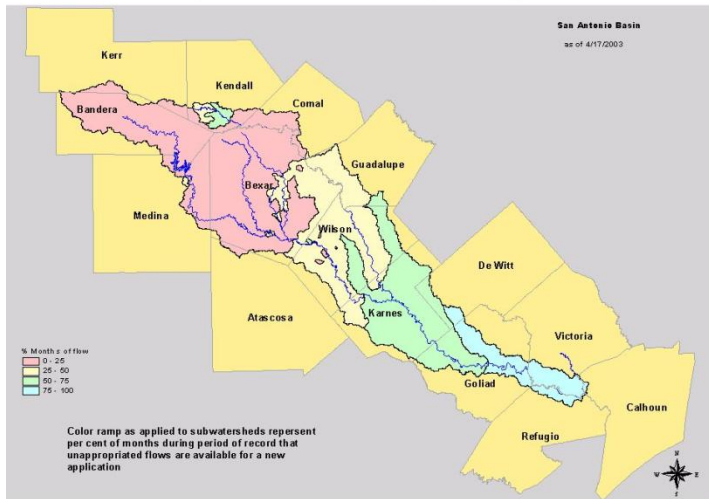 San Antonio Basin
as of 4/17/2003
Kerr
Kendall
Comal
Bandera
Guadalupe
Bexar
Medina
Wilson
De Witt
Atascosa
Karnes
Victoria
Goliad
Calhoun
Refugio
% Months of flow
0 - 25
25 - 50
50 - 75
75 - 100
Color ramp as applied to subwatersheds repersent
per cent of months during period of record that
unappropriated flows are available for a new
application
N
W E
S